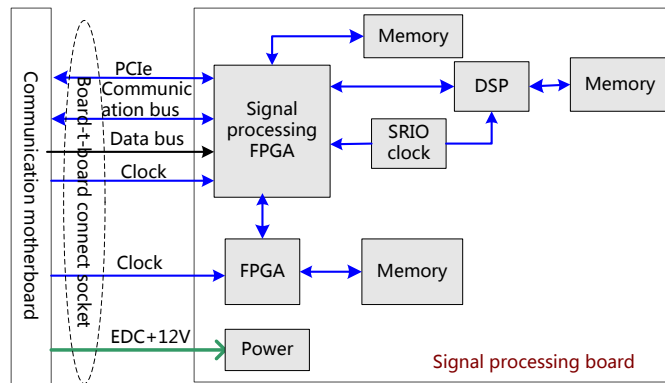 Communication motherboard
Board-t-board connect socket
PCIe
Communic
ation bus
Data bus
Clock
Clock
EDC+12V
Memory
Signal
processing
FPGA
DSP
Memory
SRIO
clock
FPGA
Memory
Power
Signal processing board